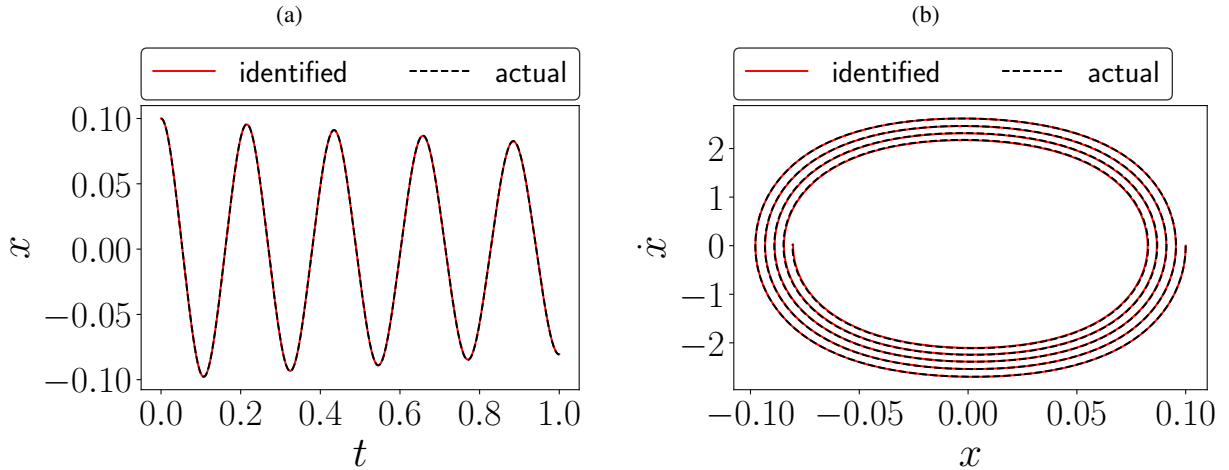 (a)
identified actual
0.10
0.05
0.00
−0.05
−0.10
x
0.0 0.2 0.4 0.6 0.8 1.0
t
(b)
identified actual
2
1
0
−1
−2
ẋ
−0.10 −0.05 0.00 0.05 0.10
x